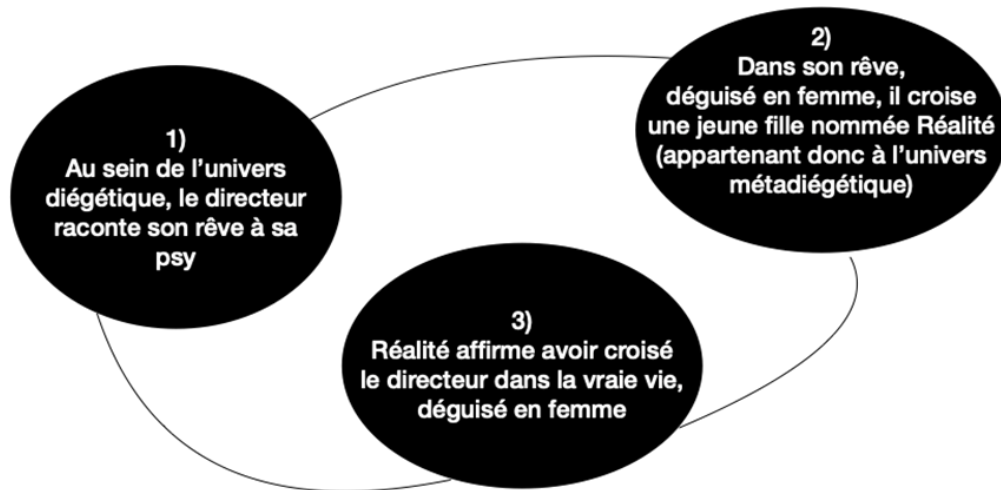 1)
Au sein de l’univers
diégétique, le directeur
raconte son rêve à sa
psy
2)
Dans son rêve,
déguisé en femme, il croise
une jeune fille nommée Réalité
(appartenant donc à l’univers
métadiégétique)
3)
Réalité affirme avoir croisé
le directeur dans la vraie vie,
déguisé en femme